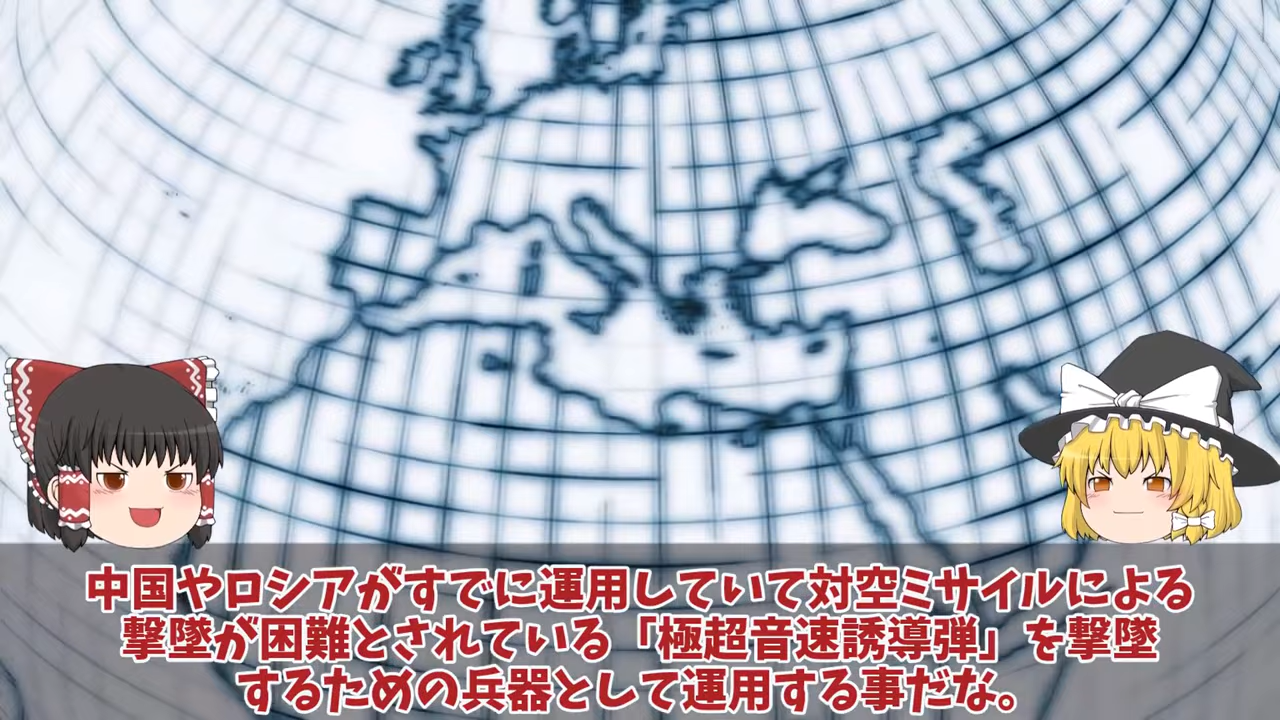 中国やロシアがすでに運用していて対空ミサイルによる
撃墜が困難とされている「極超音速誘導弾」を撃墜
するための兵器として運用する事だな。